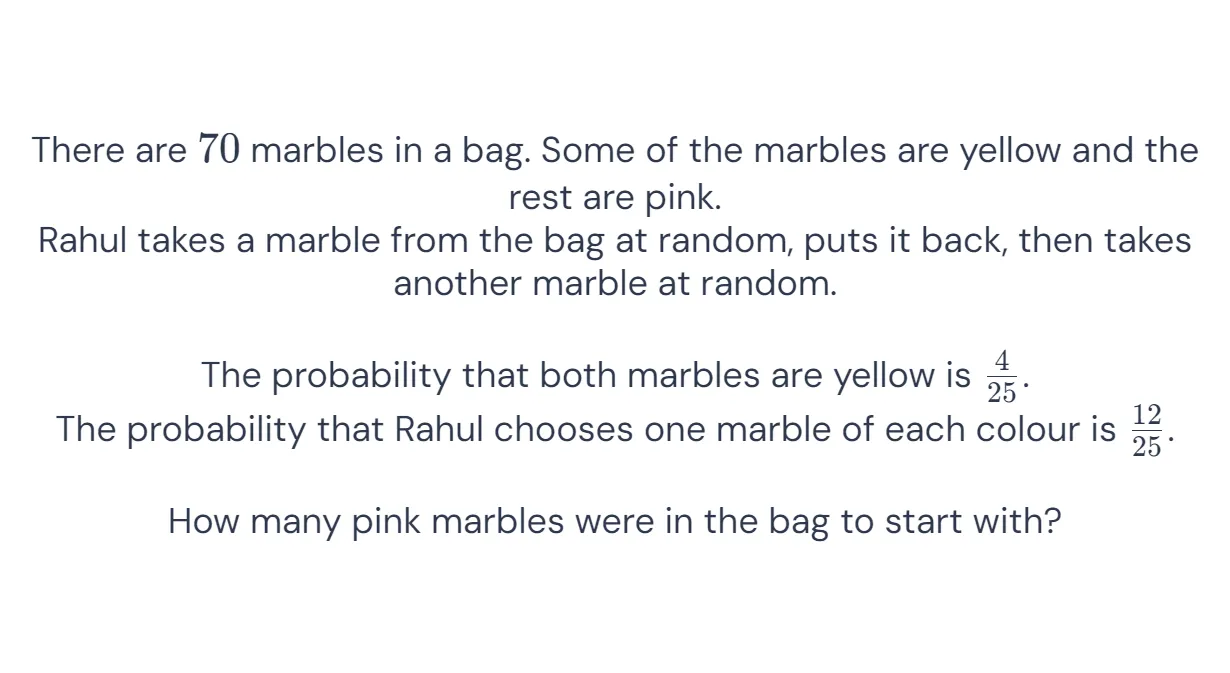 There are 70 marbles in a bag. Some of the marbles are yellow and the
rest are pink.
Rahul takes a marble from the bag at random, puts it back, then takes
another marble at random.
The probability that both marbles are yellow is 4/25.
The probability that Rahul chooses one marble of each colour is 12/25.
How many pink marbles were in the bag to start with?